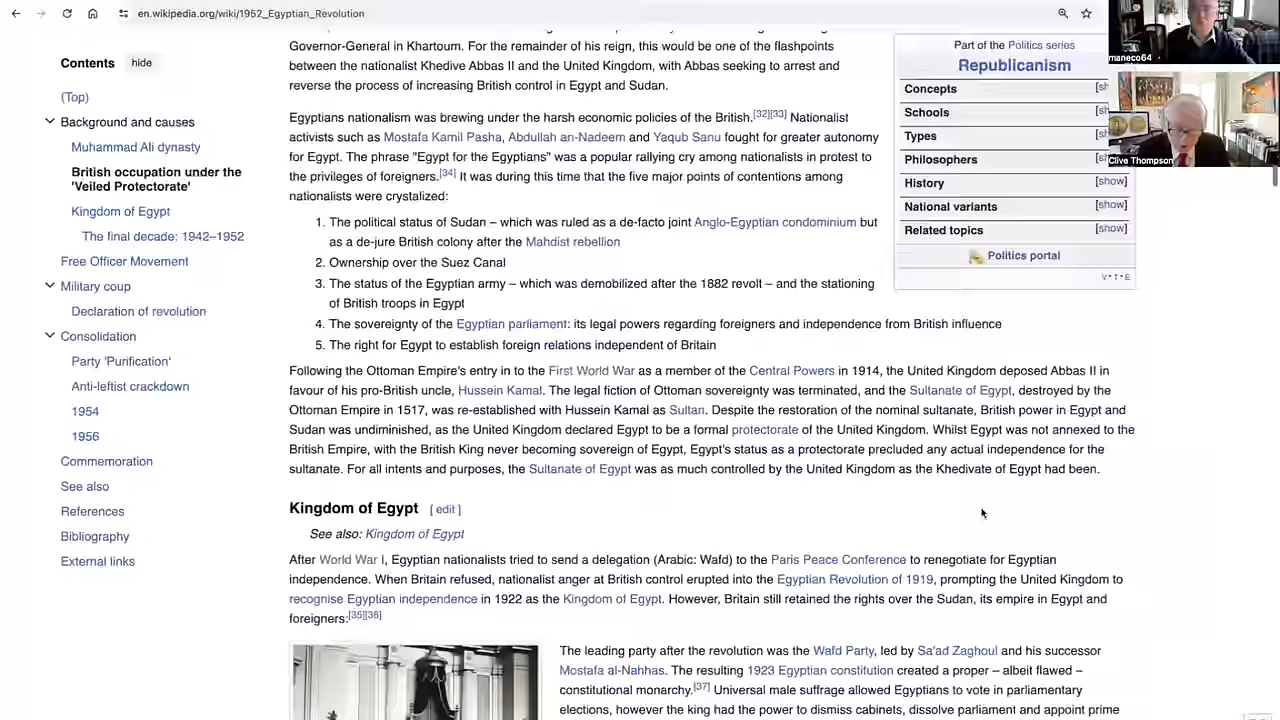 en.wikipedia.org/wiki/1952_Egyptian_Revolution
Contents hide
(Top)
Background and causes
Muhammad Ali dynasty
British occupation under the
'Veiled Protectorate'
Kingdom of Egypt
The final decade: 1942–1952
Free Officer Movement
Military coup
Declaration of revolution
Consolidation
Party 'Purification'
Anti-leftist crackdown
1954
1956
Commemoration
See also
References
Bibliography
External links
Governor-General in Khartoum. For the remainder of his reign, this would be one of the flashpoints
between the nationalist Khdive Abbas II and the United Kingdom, with Abbas seeking to arrest and
reverse the process of increasing British control in Egypt and Sudan.
Egyptians nationalism was brewing under the harsh economic policies of the British.[32][33] Nationalist
activists such as Mostafa Kamil Pasha, Abdullah an-Nadeem and Yaqub Sanu fought for greater autonomy
for Egypt. The phrase "Egypt for the Egyptians" was a popular rallying cry among nationalists in protest to
the privileges of foreigners.[34] It was during this time that the five major points of contentions among
nationalists were crystalized:
1. The political status of Sudan – which was ruled as a de-facto joint Anglo-Egyptian condominium but
as a de-jure British colony after the Mahdist rebellion
2. Ownership over the Suez Canal
3. The status of the Egyptian army – which was demobilized after the 1882 revolt – and the stationing
of British troops in Egypt
4. The sovereignty of the Egyptian parliament: its legal powers regarding foreigners and independence from British influence
5. The right for Egypt to establish foreign relations independent of Britain
Following the Ottoman Empire's entry in to the First World War as a member of the Central Powers in 1914, the United Kingdom deposed Abbas II in
favour of his pro-British uncle, Hussein Kamal. The legal fiction of Ottoman sovereignty was terminated, and the Sultanate of Egypt, destroyed by the
Ottoman Empire in 1517, was re-established with Hussein Kamal as Sultan. Despite the restoration of the nominal sultanate, British power in Egypt and
Sudan was undiminished, as the United Kingdom declared Egypt to be a formal protectorate of the United Kingdom. Whilst Egypt was not annexed to the
British Empire, with the British King never becoming sovereign of Egypt, Egypt's status as a protectorate precluded any actual independence for the
sultanate. For all intents and purposes, the Sultanate of Egypt was as much controlled by the United Kingdom as the Khedivate of Egypt had been.
Kingdom of Egypt [ edit ]
See also: Kingdom of Egypt
After World War I, Egyptian nationalists tried to send a delegation (Arabic: Wafd) to the Paris Peace Conference to renegotiate for Egyptian
independence. When Britain refused, nationalist anger at British control erupted into the Egyptian Revolution of 1919, prompting the United Kingdom to
recognise Egyptian independence in 1922 as the Kingdom of Egypt. However, Britain still retained the rights over the Sudan, its empire in Egypt and
foreigners:[35][36]
The leading party after the revolution was the Wafd Party, led by Sa'ad Zaghoul and his successor
Mostafa al-Nahhas. The resulting 1923 Egyptian constitution created a proper – albeit flawed –
constitutional monarchy.[37] Universal male suffrage allowed Egyptians to vote in parliamentary
elections, however the king had the power to dismiss cabinets, dissolve parliament and appoint prime
Part of the Politics series
Republicanism
Concepts [sh
Schools [sh
Types [sh
Philosophers [sh
History [show]
National variants [show]
Related topics [show]
Politics portal
V•T•E
maneco64
Clive Thompson